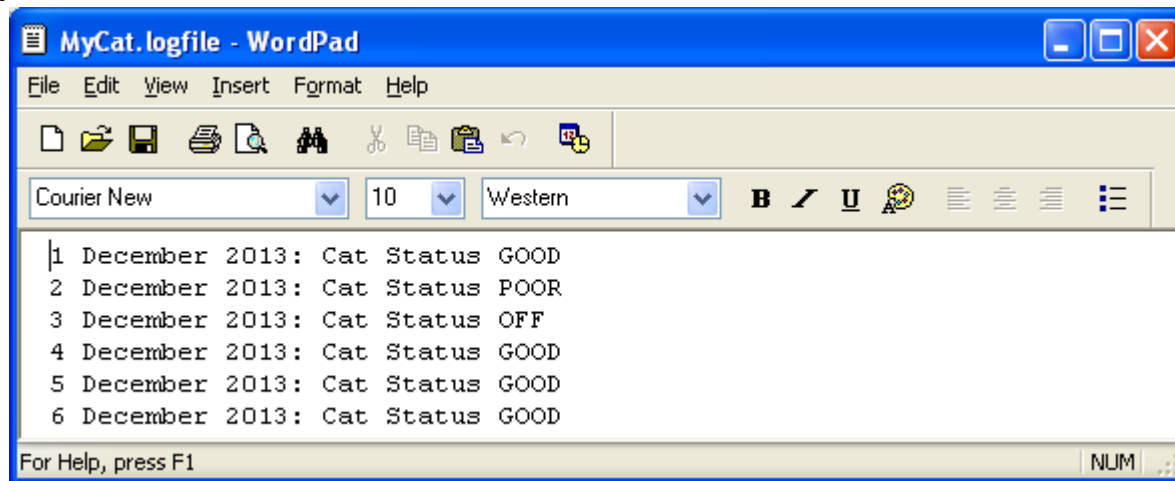 MyCat.logfile - WordPad
File Edit View Insert Format Help
Courier New 10 Western B U
1 December 2013: Cat Status GOOD
2 December 2013: Cat Status POOR
3 December 2013: Cat Status OFF
4 December 2013: Cat Status GOOD
5 December 2013: Cat Status GOOD
6 December 2013: Cat Status GOOD
For Help, press F1 NUM